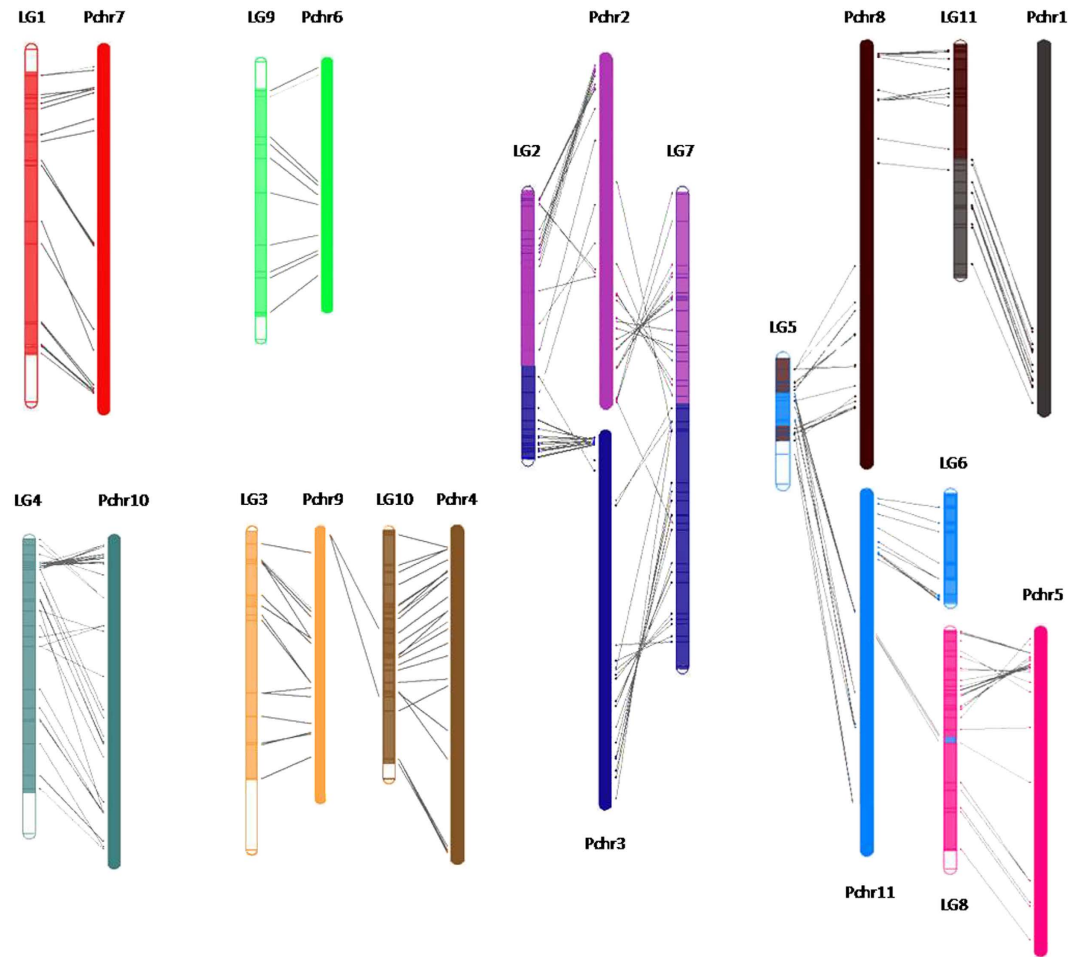 LG1 Pchr7
LG9 Pchr6
Pchr2
Pchr8 LG11 Pchr1
LG2 LG7
LG5
LG6
LG4 Pchr10
LG3 Pchr9 LG10 Pchr4
Pchr5
Pchr3
Pchr11
LG8